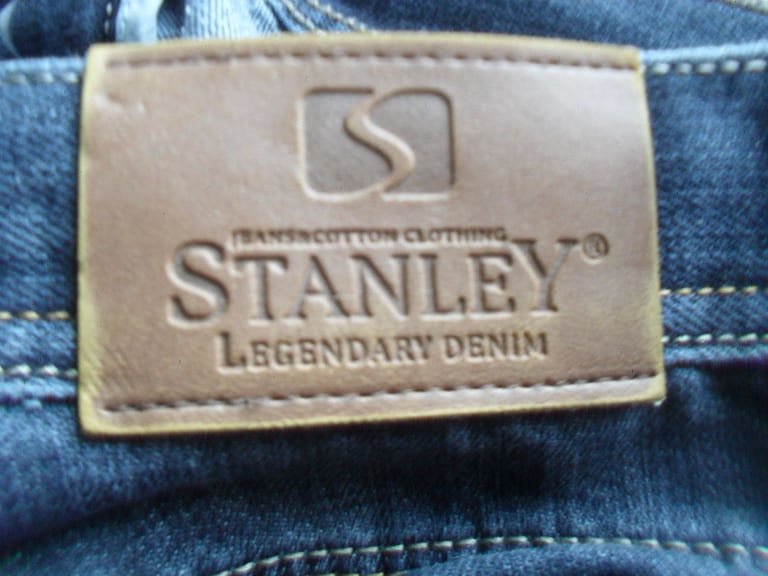 JEANS&COTTON CLOTHING
STANLEY®
LEGENDARY DENIM